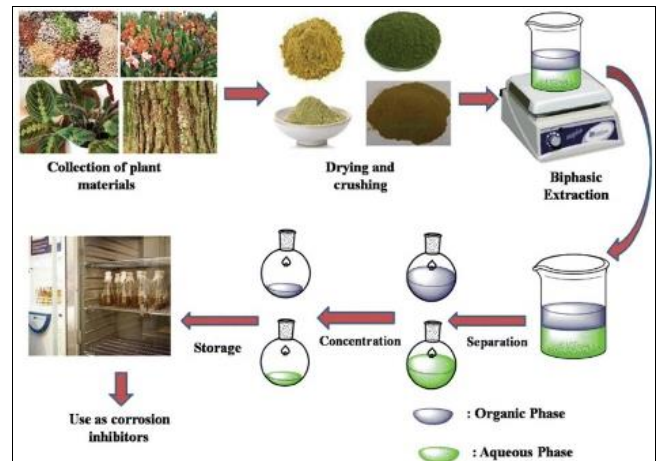 Collection of plant
materials
Drying and
crushing
Biphasic
Extraction
Storage
Concentration
Separation
Use as corrosion
inhibitors
: Organic Phase
: Aqueous Phase